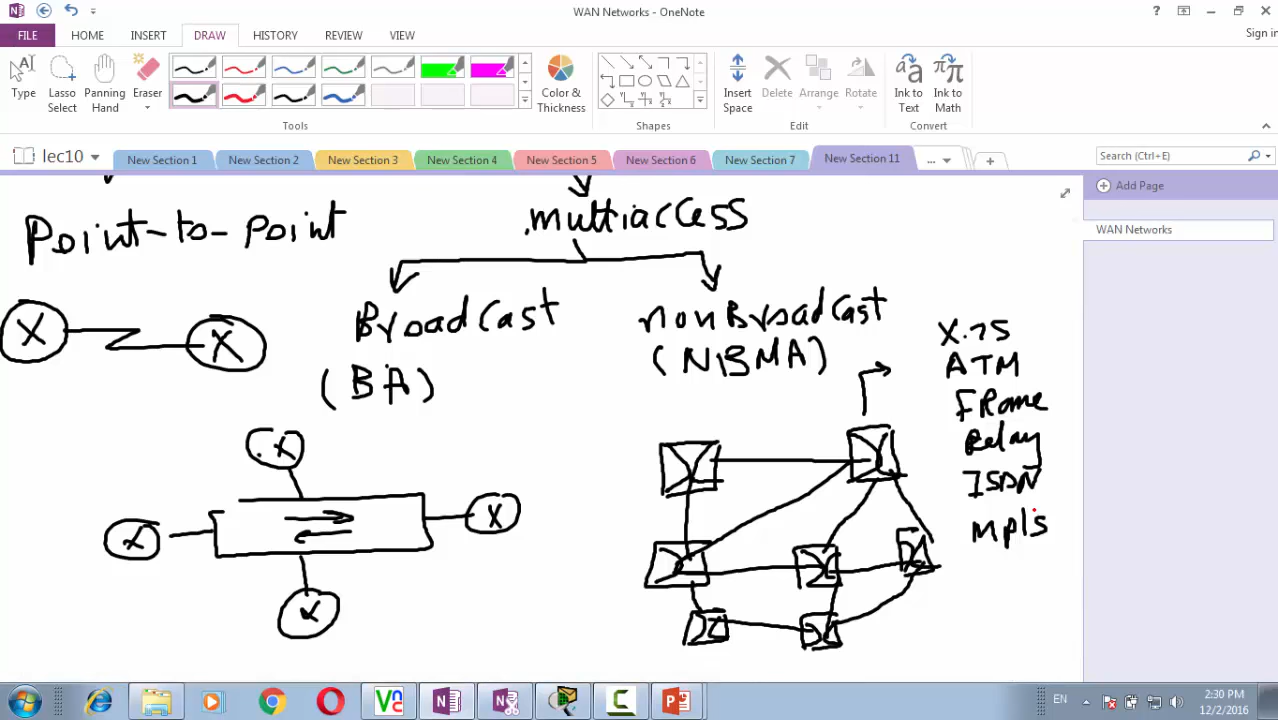 WAN Networks - OneNote
? 
Sign in
FILE HOME INSERT DRAW HISTORY REVIEW VIEW
Type
Lasso Select
Panning Hand
Eraser
Color & Thickness
Insert Space
Delete
Arrange
Rotate
Ink to Text
Ink to Math
Tools
Shapes
Edit
Convert
lec10
New Section 1
New Section 2
New Section 3
New Section 4
New Section 5
New Section 6
New Section 7
New Section 11
...
Search (Ctrl+E)
Add Page
WAN Networks
Point-to-Point
multiaccess
BroadCast
(BA)
nonBroadCast
(NBMA)
X X
X
X
X
X
X.25
ATM
FRame
Relay
ISDN
Mpls
EN
2:30 PM
12/2/2016